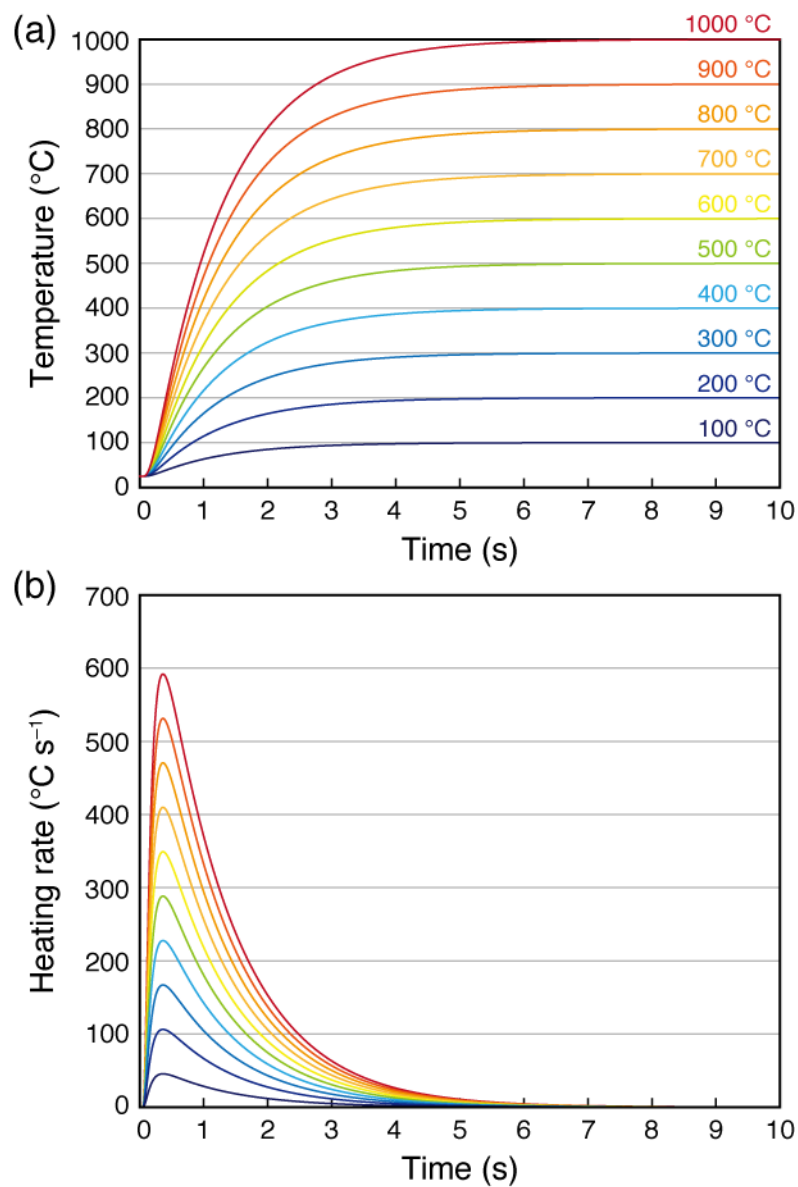 (a)
1000 °C
1000
900 °C
900
800 °C
800
700 °C
700
600 °C
600
500 °C
500
400 °C
400
300 °C
300
200 °C
200
100 °C
100
0
Temperature (°C)
0 1 2 3 4 5 6 7 8 9 10
Time (s)
(b)
700
600
500
400
300
200
100
0
Heating rate (°C s⁻¹)
0 1 2 3 4 5 6 7 8 9 10
Time (s)